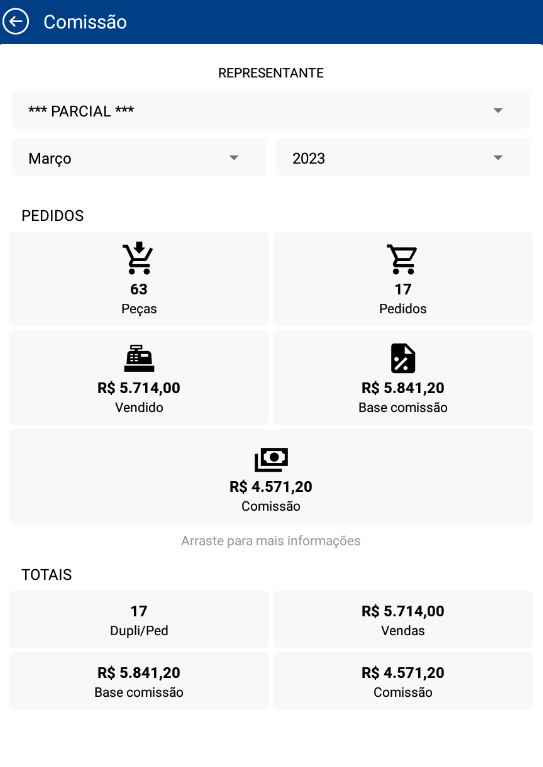 Comissão
REPRESENTANTE
*** PARCIAL ***
Março
2023
PEDIDOS
63
Peças
17
Pedidos
R$ 5.714,00
Vendido
R$ 5.841,20
Base comissão
R$ 4.571,20
Comissão
Arraste para mais informações
TOTAIS
17
Dupli/Ped
R$ 5.714,00
Vendas
R$ 5.841,20
Base comissão
R$ 4.571,20
Comissão